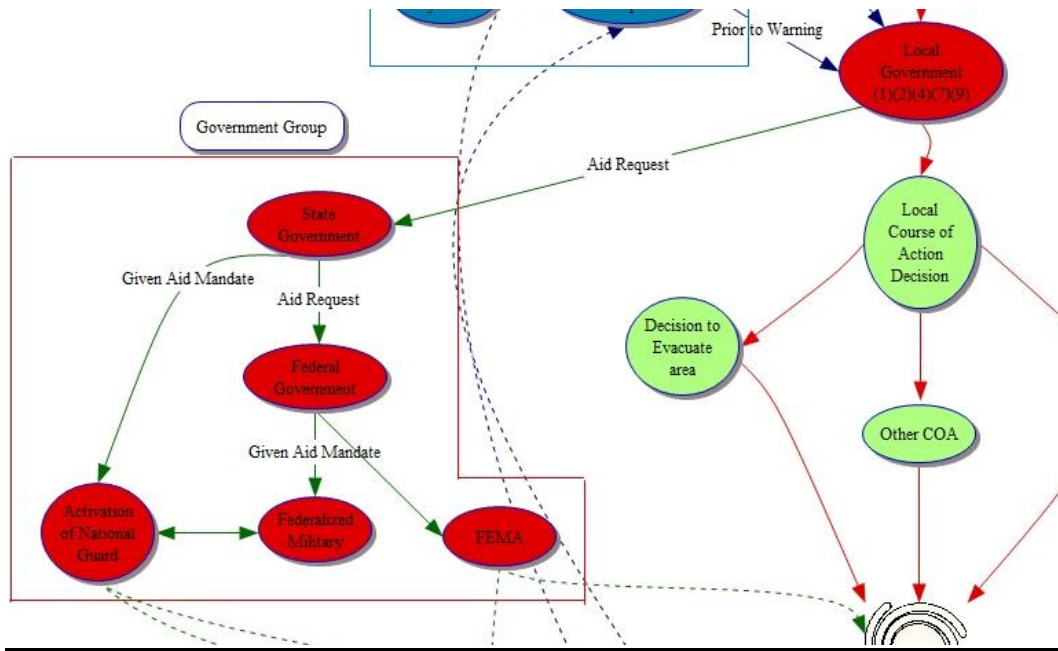 Prior to Warning
Local
Government
(1)(2)(4)(7)(9)
Government Group
Aid Request
State
Government
Local
Course of
Action
Decision
Given Aid Mandate
Aid Request
Decision to
Evacuate
area
Federal
Government
Other COA
Given Aid Mandate
Activation
of National
Guard
Federalized
Military
FEMA